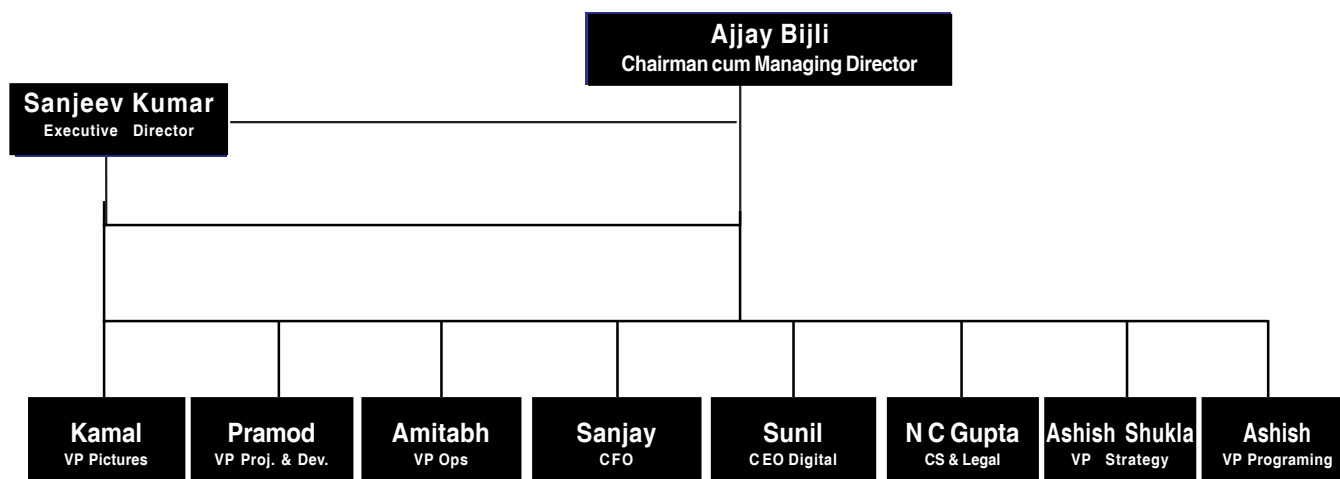 Ajjay Bijli
Chairman cum Managing Director
Sanjeev Kumar
Executive Director
Kamal
VP Pictures
Pramod
VP Proj. & Dev.
Amitabh
VP Ops
Sanjay
CFO
Sunil
CEO Digital
N C Gupta
CS & Legal
Ashish Shukla
VP Strategy
Ashish
VP Programing